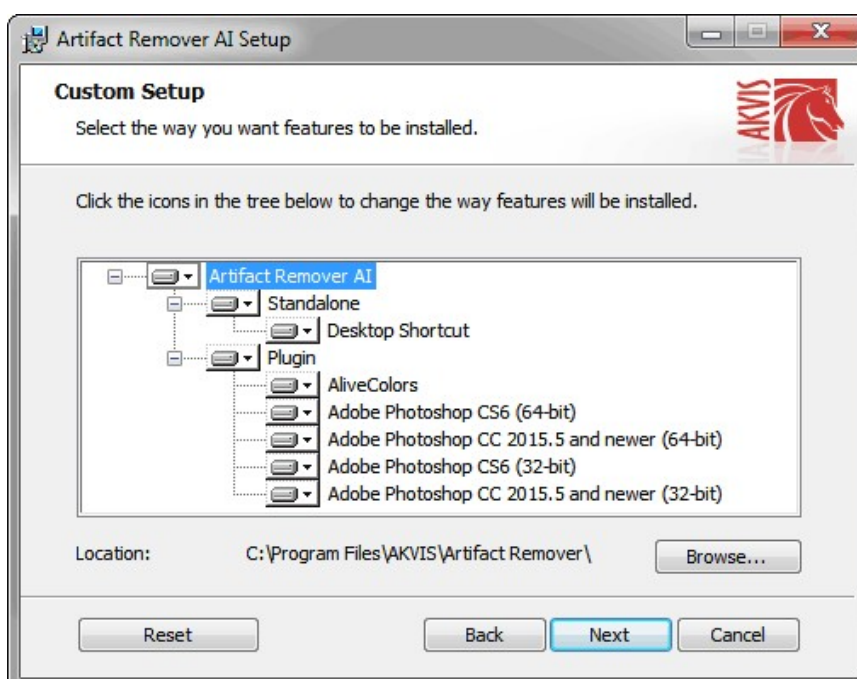 Artifact Remover AI Setup
Custom Setup
Select the way you want features to be installed.
AKVIS
Click the icons in the tree below to change the way features will be installed.
Artifact Remover AI
Standalone
Desktop Shortcut
Plugin
AliveColors
Adobe Photoshop CS6 (64-bit)
Adobe Photoshop CC 2015.5 and newer (64-bit)
Adobe Photoshop CS6 (32-bit)
Adobe Photoshop CC 2015.5 and newer (32-bit)
Location: C:\Program Files\AKVIS\Artifact Remover\ Browse...
Reset Back Next Cancel